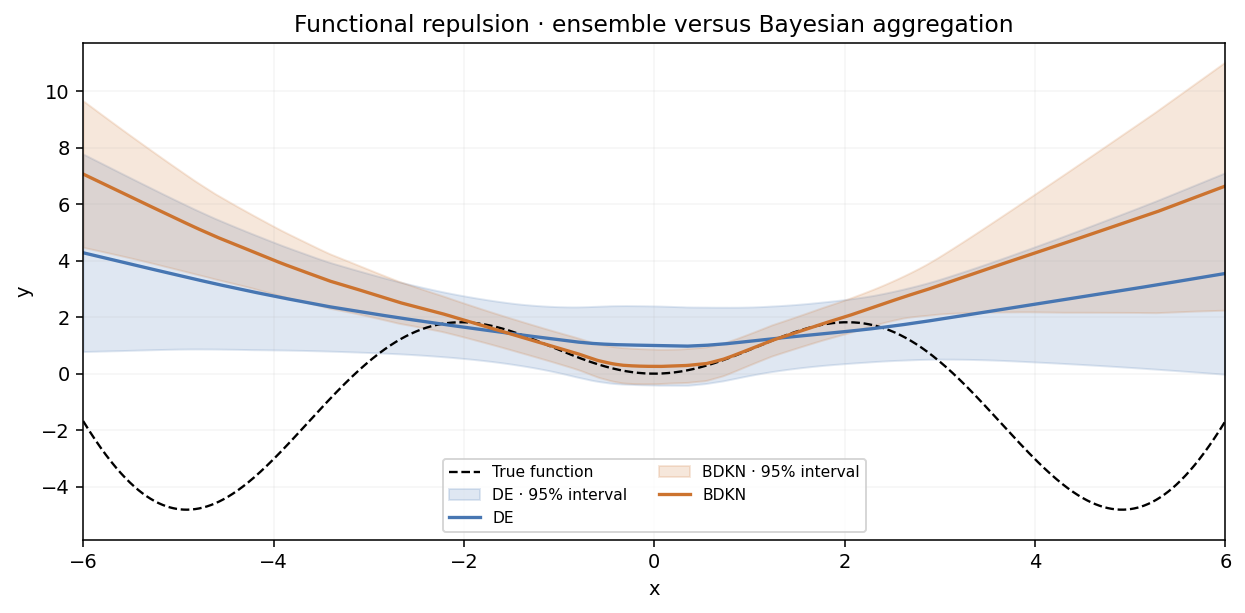 Functional repulsion · ensemble versus Bayesian aggregation
y
10
8
6
4
2
0
−2
−4
True function
DE · 95% interval
DE
BDKN · 95% interval
BDKN
−6
−4
−2
0
2
4
6
x